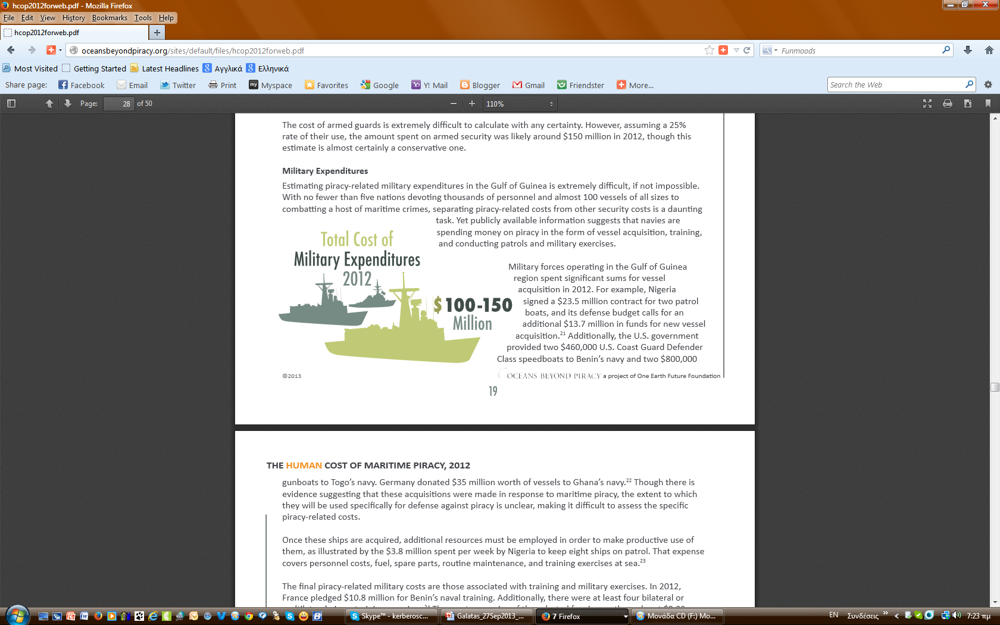 hcop2012forweb.pdf - Mozilla Firefox
File Edit View History Bookmarks Tools Help
hcop2012forweb.pdf
oceansbeyondpiracy.org/sites/default/files/hcop2012forweb.pdf
Funmoods
Most Visited Getting Started Latest Headlines Αγγλικά Ελληνικά
Share page: Facebook Email Twitter Print Myspace Favorites Google Y! Mail Blogger Gmail Friendster More...
Search the Web
Page: 28 of 50
110%
The cost of armed guards is extremely difficult to calculate with any certainty. However, assuming a 25%
rate of their use, the amount spent on armed security was likely around $150 million in 2012, though this
estimate is almost certainly a conservative one.
Military Expenditures
Estimating piracy-related military expenditures in the Gulf of Guinea is extremely difficult, if not impossible.
With no fewer than five nations devoting thousands of personnel and almost 100 vessels of all sizes to
combatting a host of maritime crimes, separating piracy-related costs from other security costs is a daunting
task. Yet publicly available information suggests that navies are
spending money on piracy in the form of vessel acquisition, training,
and conducting patrols and military exercises.
Total Cost of
Military Expenditures
2012
$100-150
Million
Military forces operating in the Gulf of Guinea
region spent significant sums for vessel
acquisition in 2012. For example, Nigeria
signed a $23.5 million contract for two patrol
boats, and its defense budget calls for an
additional $13.7 million in funds for new vessel
acquisition.21 Additionally, the U.S. government
provided two $460,000 U.S. Coast Guard Defender
Class speedboats to Benin's navy and two $800,000
©2013
OCEANS BEYOND PIRACY a project of One Earth Future Foundation
19
THE HUMAN COST OF MARITIME PIRACY, 2012
gunboats to Togo's navy. Germany donated $35 million worth of vessels to Ghana's navy.22 Though there is
evidence suggesting that these acquisitions were made in response to maritime piracy, the extent to which
they will be used specifically for defense against piracy is unclear, making it difficult to assess the specific
piracy-related costs.
Once these ships are acquired, additional resources must be employed in order to make productive use of
them, as illustrated by the $3.8 million spent per week by Nigeria to keep eight ships on patrol. That expense
covers personnel costs, fuel, spare parts, routine maintenance, and training exercises at sea.23
The final piracy-related military costs are those associated with training and military exercises. In 2012,
France pledged $10.8 million for Benin's naval training. Additionally, there were at least four bilateral or
Skype™ - kerberosc... Galatas_27Sep2013_... 7 Firefox Μονάδα CD (F:) Mo... EN Συνδέσεις 7:23 πμ